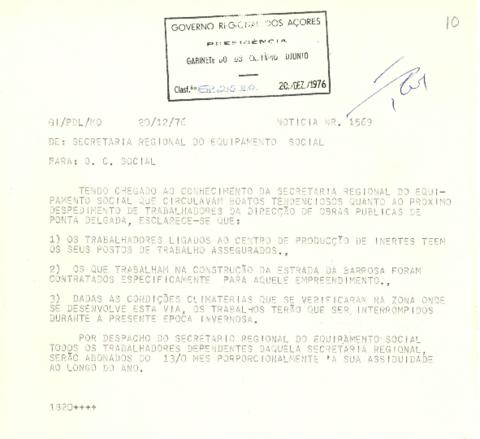 10
GOVERNO REGIONAL DOS AÇORES
PRESIDÊNCIA
GABINETE DO
20./DEZ./1976
GI/PDL/MO 20/12/76 NOTICIA NR. 1569
DE: SECRETARIA REGIONAL DO EQUIPAMENTO SOCIAL
PARA: O. C. SOCIAL
TENDO CHEGADO AO CONHECIMENTO DA SECRETARIA REGIONAL DO EQUI-
PAMENTO SOCIAL QUE CIRCULAVAM BOATOS TENDENCIOSOS QUANTO AO PROXIMO
DESPEDIMENTO DE TRABALHADORES DA DIRECÇÃO DE OBRAS PUBLICAS DE
PONTA DELGADA, ESCLARECE-SE QUE:
1) OS TRABALHADORES LIGADOS AO CENTRO DE PRODUCÇÃO DE INERTES TEEM
OS SEUS POSTOS DE TRABALHO ASSEGURADOS.,
2) OS QUE TRABALHAM NA CONSTRUÇÃO DA ESTRADA DA BARROSA FORAM
CONTRATADOS ESPECIFICAMENTE PARA AQUELE EMPREENDIMENTO.,
3) DADAS AS CONDIÇÕES CLIMATERIAS QUE SE VERIFICARAM NA ZONA ONDE
SE DESENVOLVE ESTA VIA, OS TRABALHOS TERÃO QUE SER INTERROMPIDOS
DURANTE A PRESENTE EPOCA INVERNOSA.
POR DESPACHO DO SECRETARIO REGIONAL DO EQUIPAMENTO SOCIAL
TODOS OS TRABALHADORES DEPENDENTES DAQUELA SECRETARIA REGIONAL,
SERÃO ABONADOS DO 13/O MES PORPORCIONALMENTE 'A SUA ASSIDUIDADE
AO LONGO DO ANO.
1820++++